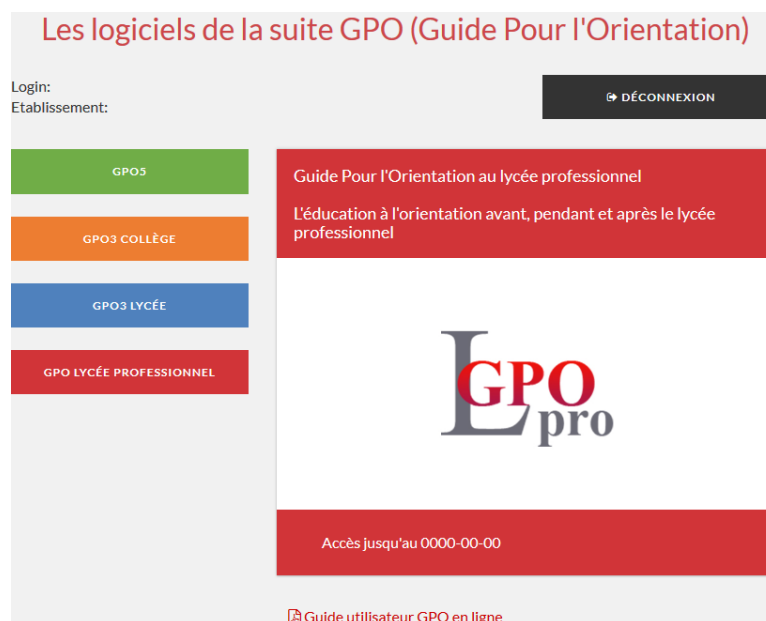 Les logiciels de la suite GPO (Guide Pour l'Orientation)
Login:
Etablissement:
DÉCONNEXION
GPO5
GPO3 COLLÈGE
GPO3 LYCÉE
GPO LYCÉE PROFESSIONNEL
Guide Pour l'Orientation au lycée professionnel
L'éducation à l'orientation avant, pendant et après le lycée
professionnel
L GPO
pro
Accès jusqu'au 0000-00-00
Guide utilisateur GPO en ligne